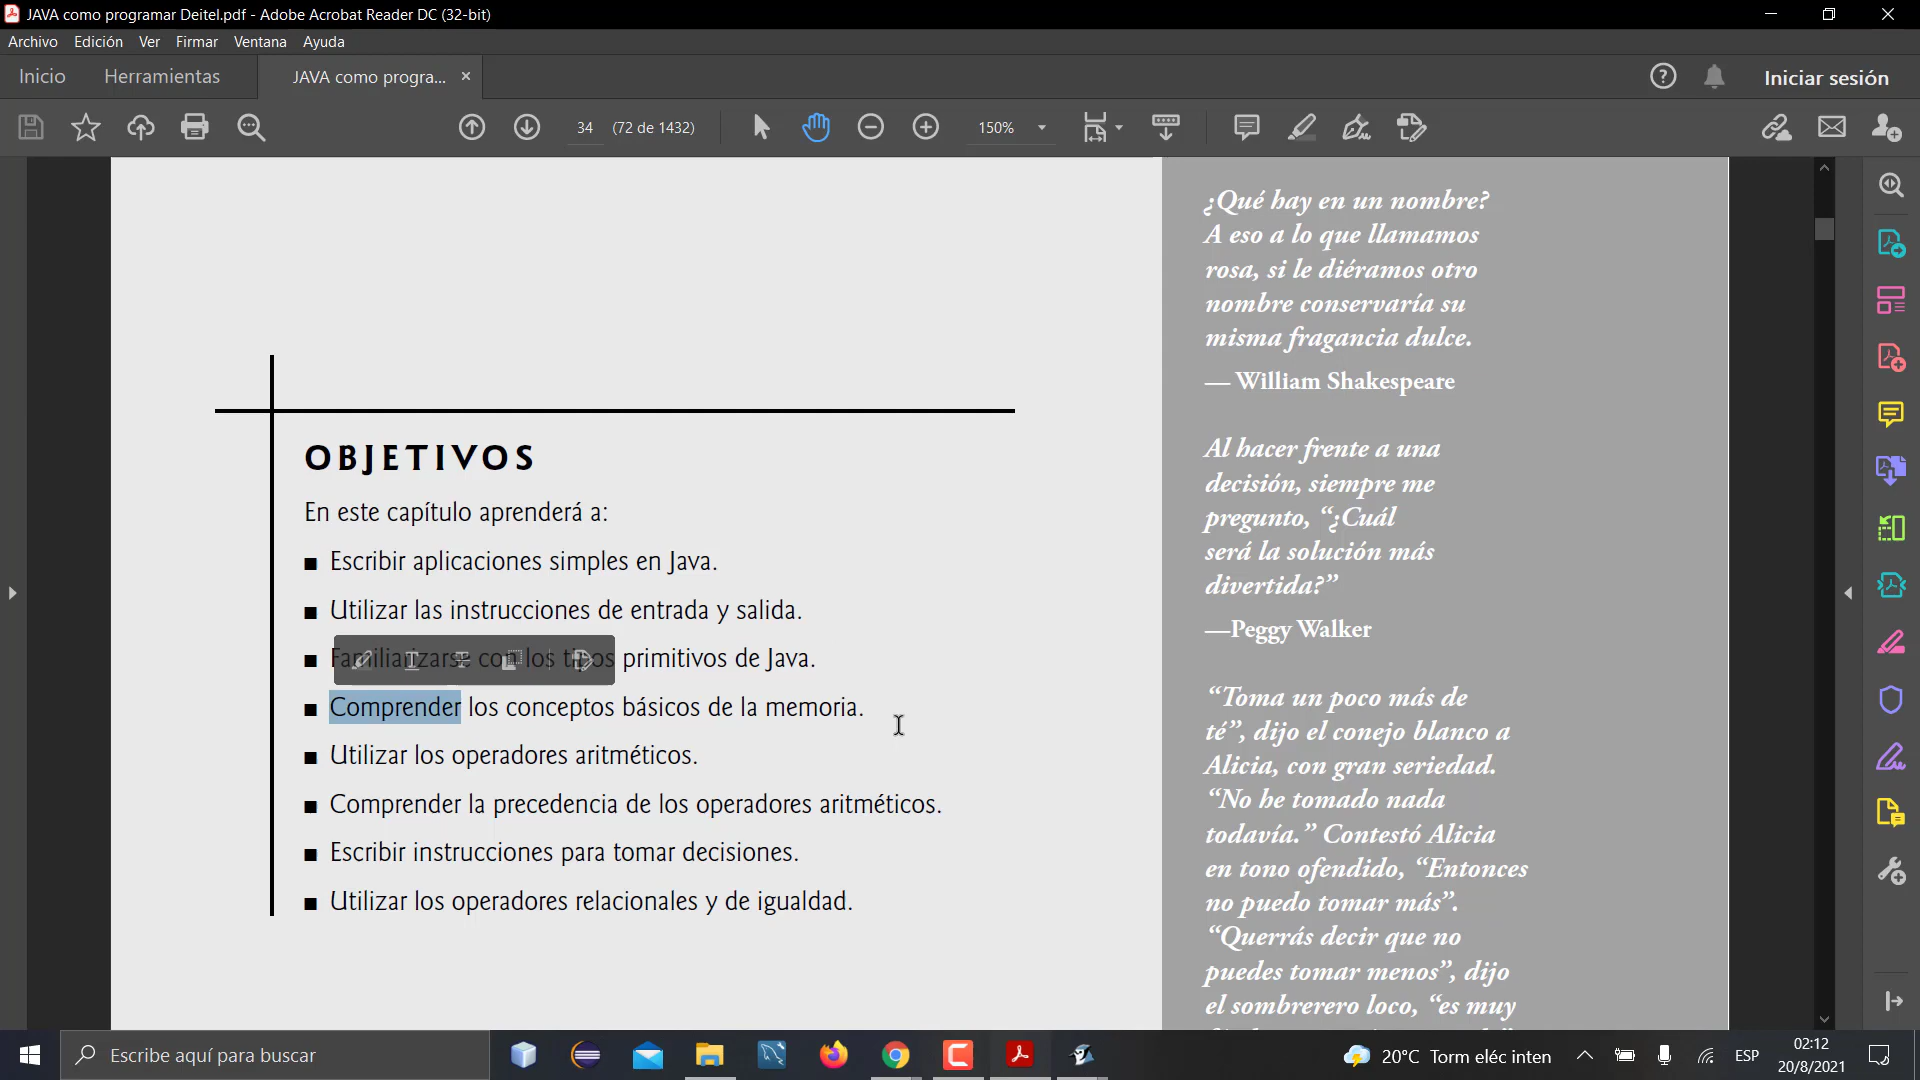 JAVA como programar Deitel.pdf - Adobe Acrobat Reader DC (32-bit)
Archivo Edición Ver Firmar Ventana Ayuda
Inicio Herramientas JAVA como progra... × Iniciar sesión
34 (72 de 1432) 150%
OBJETIVOS
En este capítulo aprenderá a:
■ Escribir aplicaciones simples en Java.
■ Utilizar las instrucciones de entrada y salida.
■ Familiarizarse con los tipos primitivos de Java.
■ Comprender los conceptos básicos de la memoria.
■ Utilizar los operadores aritméticos.
■ Comprender la precedencia de los operadores aritméticos.
■ Escribir instrucciones para tomar decisiones.
■ Utilizar los operadores relacionales y de igualdad.
¿Qué hay en un nombre?
A eso a lo que llamamos
rosa, si le diéramos otro
nombre conservaría su
misma fragancia dulce.
— William Shakespeare
Al hacer frente a una
decisión, siempre me
pregunto, “¿Cuál
será la solución más
divertida?”
—Peggy Walker
“Toma un poco más de
té”, dijo el conejo blanco a
Alicia, con gran seriedad.
“No he tomado nada
todavía.” Contestó Alicia
en tono ofendido, “Entonces
no puedo tomar más”.
“Querrás decir que no
puedes tomar menos”, dijo
el sombrerero loco, “es muy
Escribe aquí para buscar
20°C Torm eléc inten
ESP
02:12
20/8/2021